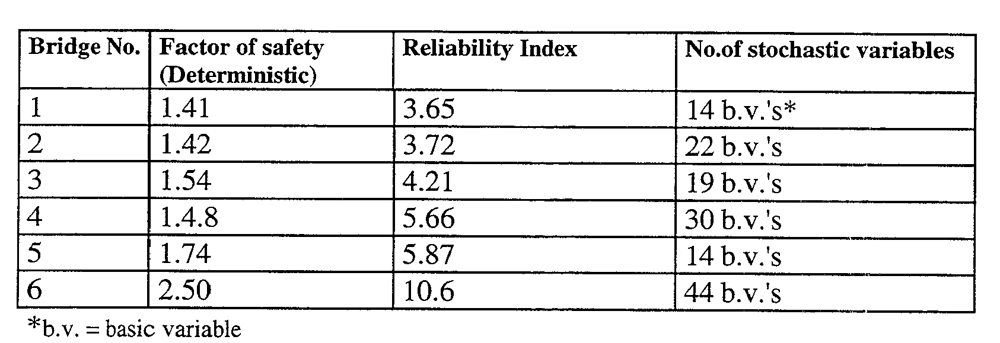 Bridge No. Factor of safety Reliability Index No.of stochastic variables
(Deterministic)
1 1.41 3.65 14 b.v.'s*
2 1.42 3.72 22 b.v.'s
3 1.54 4.21 19 b.v.'s
4 1.4.8 5.66 30 b.v.'s
5 1.74 5.87 14 b.v.'s
6 2.50 10.6 44 b.v.'s
*b.v. = basic variable